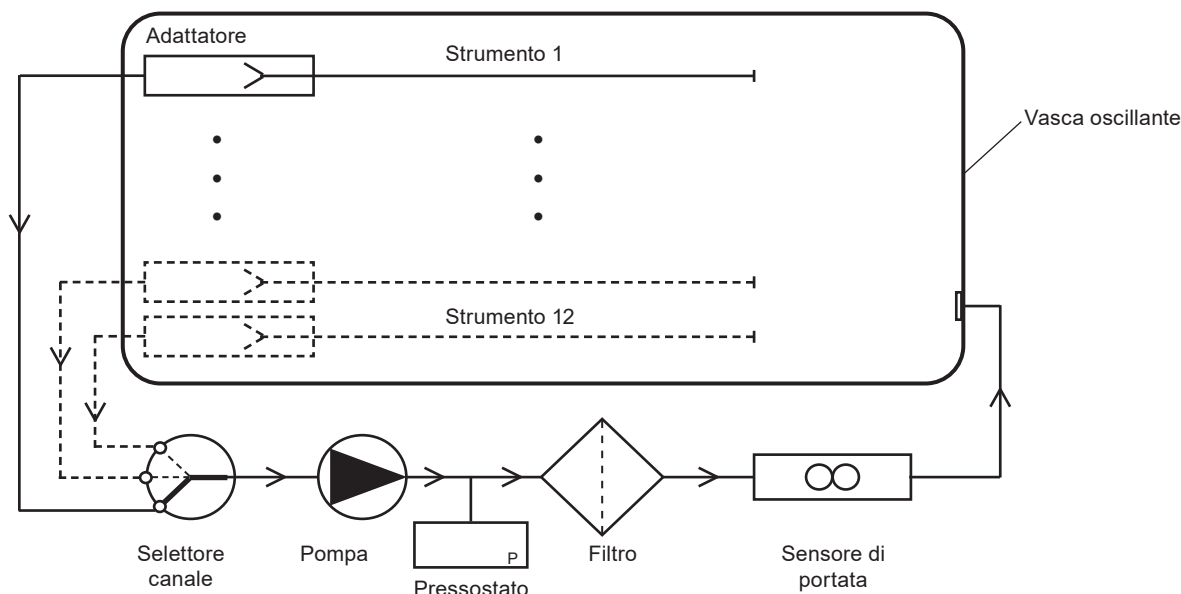 Adattatore
Strumento 1
Vasca oscillante
Strumento 12
Selettore
canale
Pompa
P
Pressostato
Filtro
Sensore di
portata